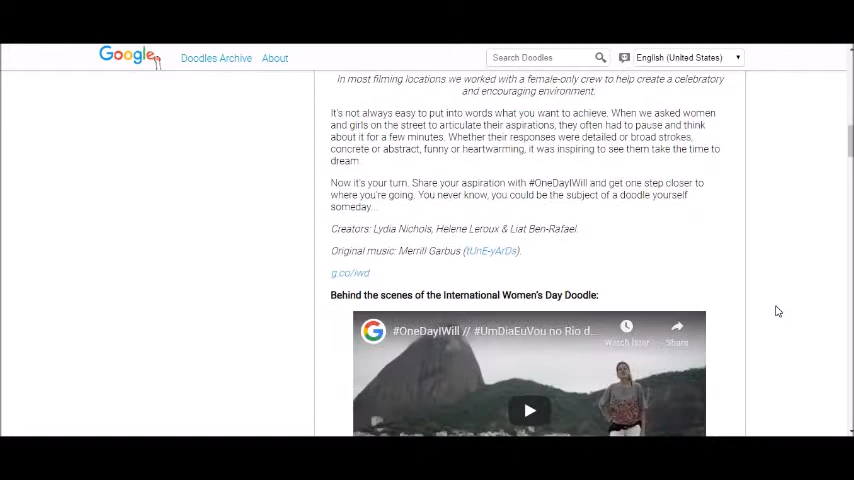 Google
Doodles Archive
About
Search Doodles
English (United States)
In most filming locations we worked with a female-only crew to help create a celebratory
and encouraging environment.
It's not always easy to put into words what you want to achieve. When we asked women
and girls on the street to articulate their aspirations, they often had to pause and think
about it for a few minutes. Whether their responses were detailed or broad strokes,
concrete or abstract, funny or heartwarming, it was inspiring to see them take the time to
dream.
Now it's your turn. Share your aspiration with #OneDayIWill and get one step closer to
where you're going. You never know, you could be the subject of a doodle yourself
someday...
Creators: Lydia Nichols, Helene Leroux & Liat Ben-Rafael.
Original music: Merrill Garbus (tUnE-yArDs).
g.co/iwd
Behind the scenes of the International Women's Day Doodle:
#OneDayIWill // #UmDiaEuVou no Rio d...
Watch later
Share